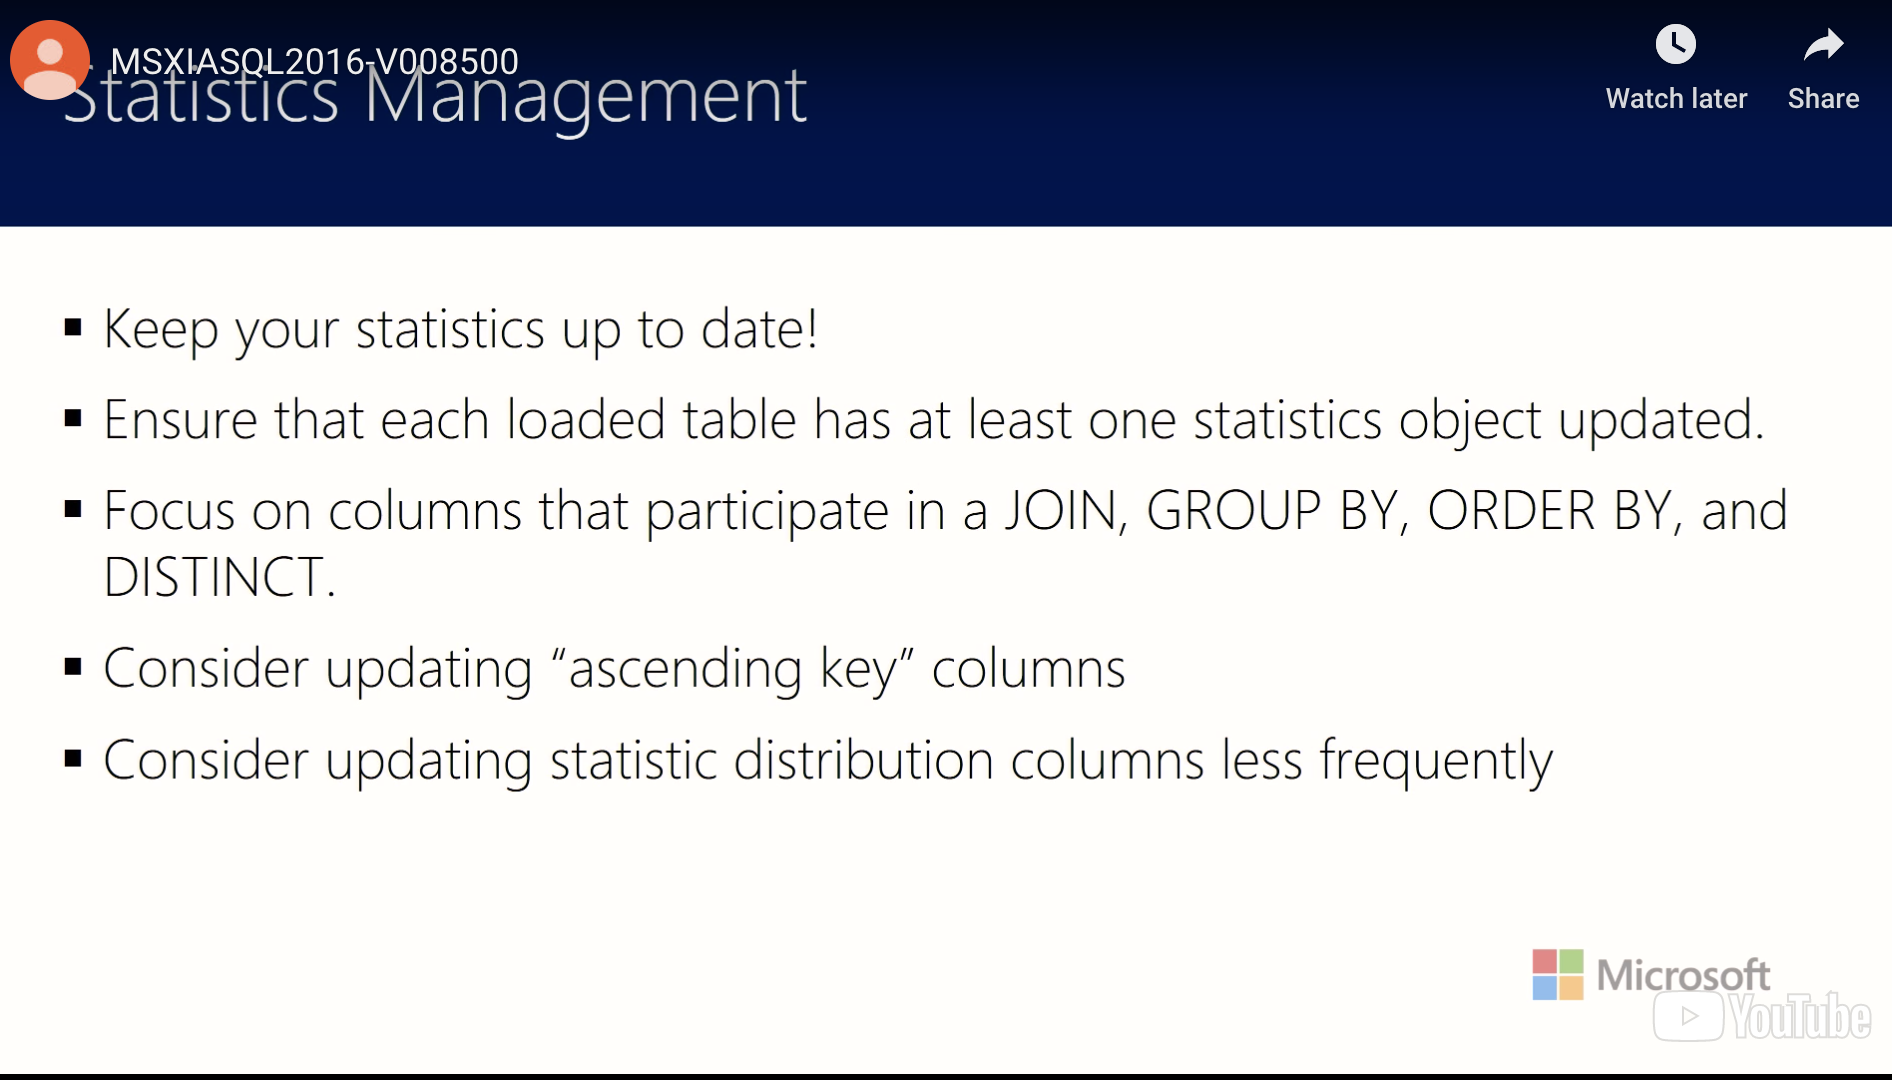 MSXIASQL2016-V008500
Statistics Management
Watch later
Share
▪ Keep your statistics up to date!
▪ Ensure that each loaded table has at least one statistics object updated.
▪ Focus on columns that participate in a JOIN, GROUP BY, ORDER BY, and
DISTINCT.
▪ Consider updating “ascending key” columns
▪ Consider updating statistic distribution columns less frequently
Microsoft
YouTube